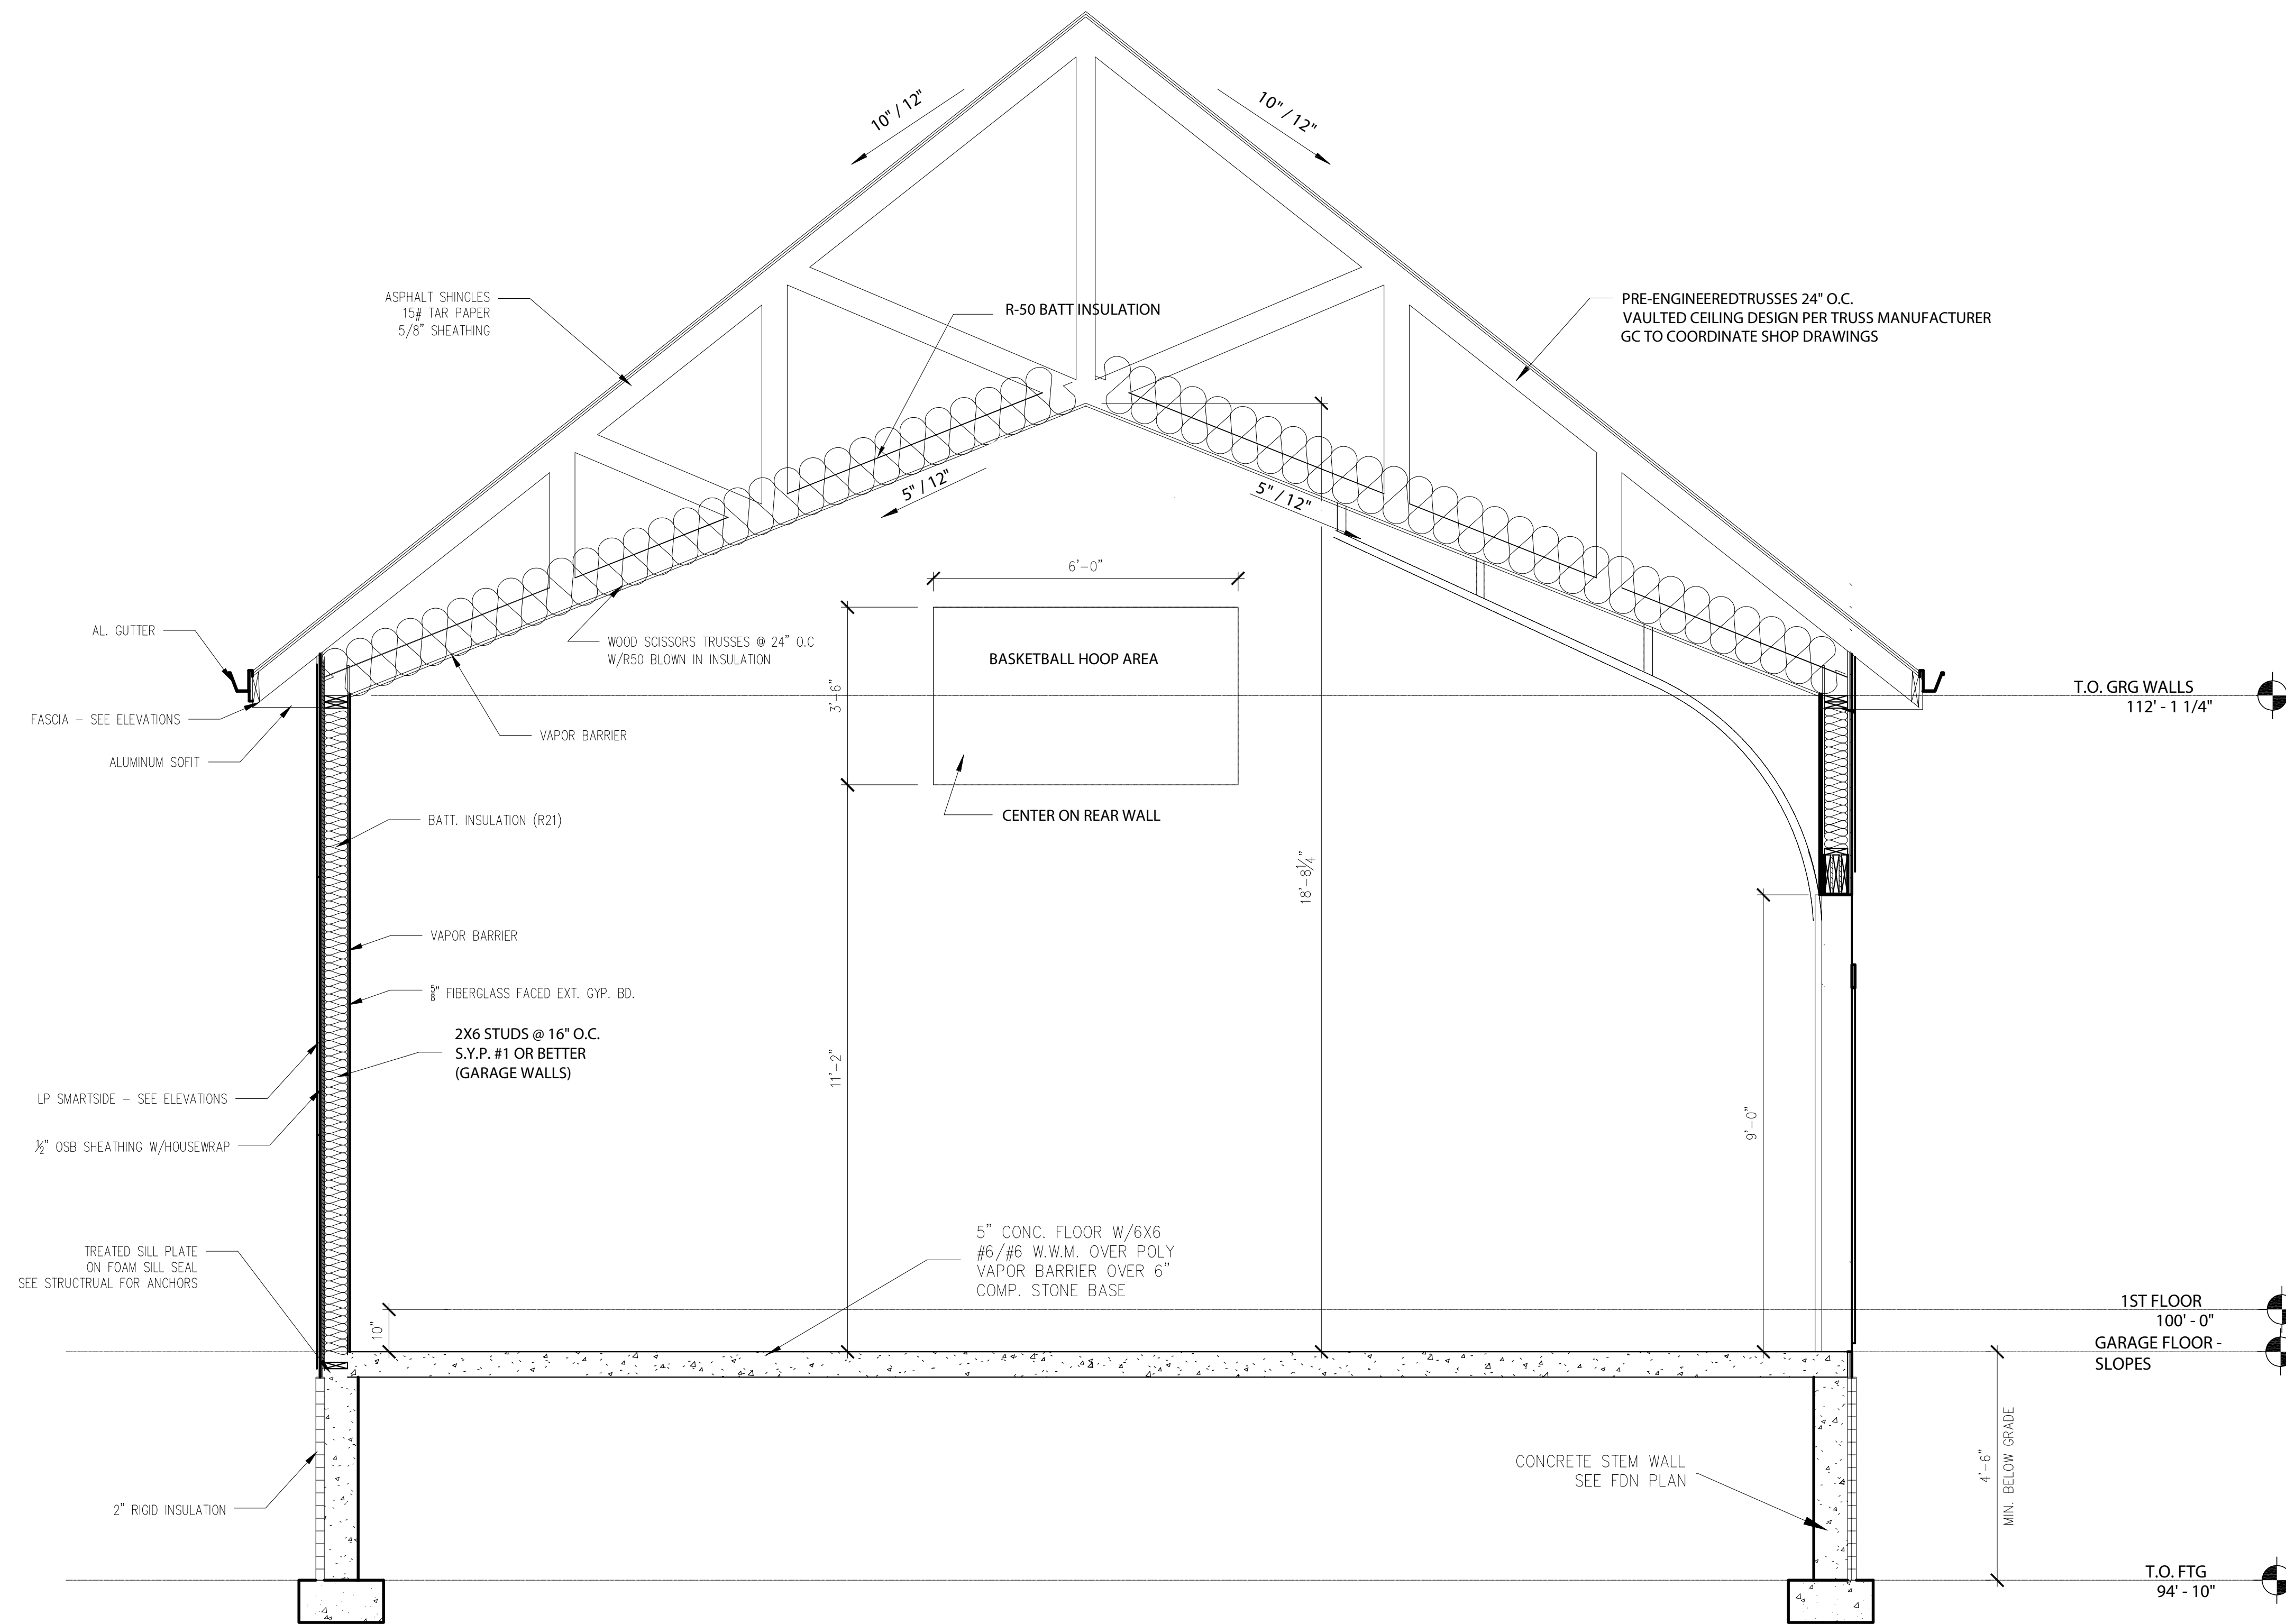 10" / 12"
10" / 12"
ASPHALT SHINGLES
15# TAR PAPER
5/8" SHEATHING
R-50 BATT INSULATION
PRE-ENGINEEREDTRUSSES 24" O.C.
VAULTED CEILING DESIGN PER TRUSS MANUFACTURER
GC TO COORDINATE SHOP DRAWINGS
5" / 12"
5" / 12"
6'-0"
AL. GUTTER
WOOD SCISSORS TRUSSES @ 24" O.C
W/R50 BLOWN IN INSULATION
BASKETBALL HOOP AREA
3'-6"
T.O. GRG WALLS
112' - 1 1/4"
FASCIA - SEE ELEVATIONS
VAPOR BARRIER
ALUMINUM SOFIT
CENTER ON REAR WALL
BATT. INSULATION (R21)
18'-8 1/4"
VAPOR BARRIER
5/8" FIBERGLASS FACED EXT. GYP. BD.
2X6 STUDS @ 16" O.C.
S.Y.P. #1 OR BETTER
(GARAGE WALLS)
11'-2"
9'-0"
LP SMARTSIDE - SEE ELEVATIONS
1/2" OSB SHEATHING W/HOUSEWRAP
5" CONC. FLOOR W/6X6
#6/#6 W.W.M. OVER POLY
VAPOR BARRIER OVER 6"
COMP. STONE BASE
TREATED SILL PLATE
ON FOAM SILL SEAL
SEE STRUCTRUAL FOR ANCHORS
10"
1ST FLOOR
100' - 0"
GARAGE FLOOR -
SLOPES
4'-6"
MIN. BELOW GRADE
CONCRETE STEM WALL
SEE FDN PLAN
2" RIGID INSULATION
T.O. FTG
94' - 10"